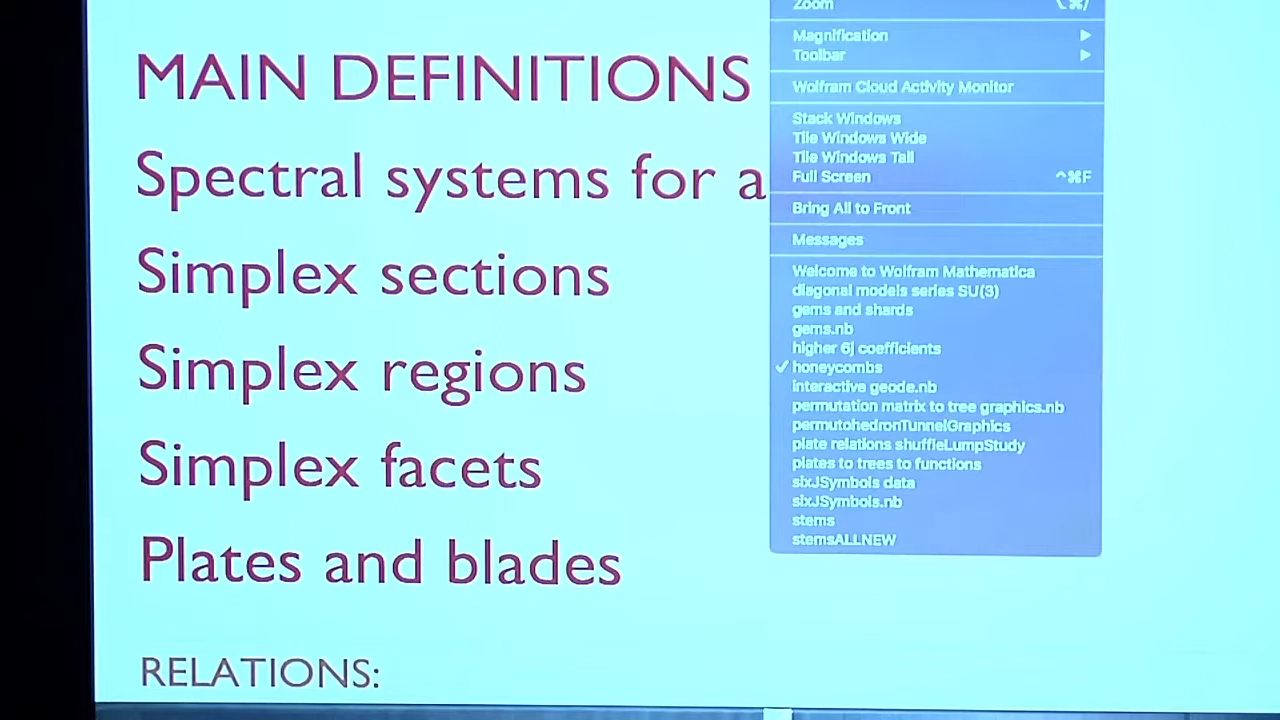 MAIN DEFINITIONS
Spectral systems for a
Simplex sections
Simplex regions
Simplex facets
Plates and blades
RELATIONS:
Zoom ⌥⌘/
Magnification ▶
Toolbar ▶
Wolfram Cloud Activity Monitor
Stack Windows
Tile Windows Wide
Tile Windows Tall
Full Screen ^⌘F
Bring All to Front
Messages
Welcome to Wolfram Mathematica
diagonal models series SU(3)
gems and shards
gems.nb
higher 6j coefficients
✓ honeycombs
interactive geode.nb
permutation matrix to tree graphics.nb
permutohedronTunnelGraphics
plate relations shuffleLumpStudy
plates to trees to functions
sixJSymbols data
sixJSymbols.nb
stems
stemsALLNEW